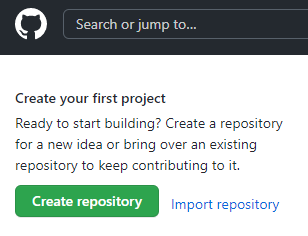 Search or jump to...
Create your first project
Ready to start building? Create a repository
for a new idea or bring over an existing
repository to keep contributing to it.
Create repository
Import repository